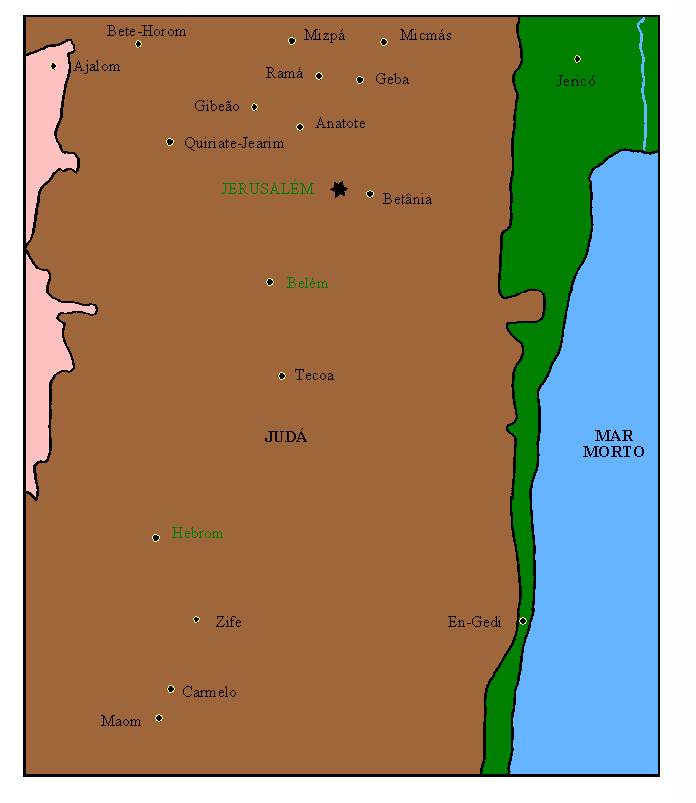 Bete-Horom
Mizpá
Micmás
Ajalom
Ramá
Geba
Jericó
Gibeão
Anatote
Quiriate-Jearim
JERUSALÉM
Betânia
Belém
Tecoa
JUDÁ
MAR
MORTO
Hebrom
Zife
En-Gedi
Carmelo
Maom